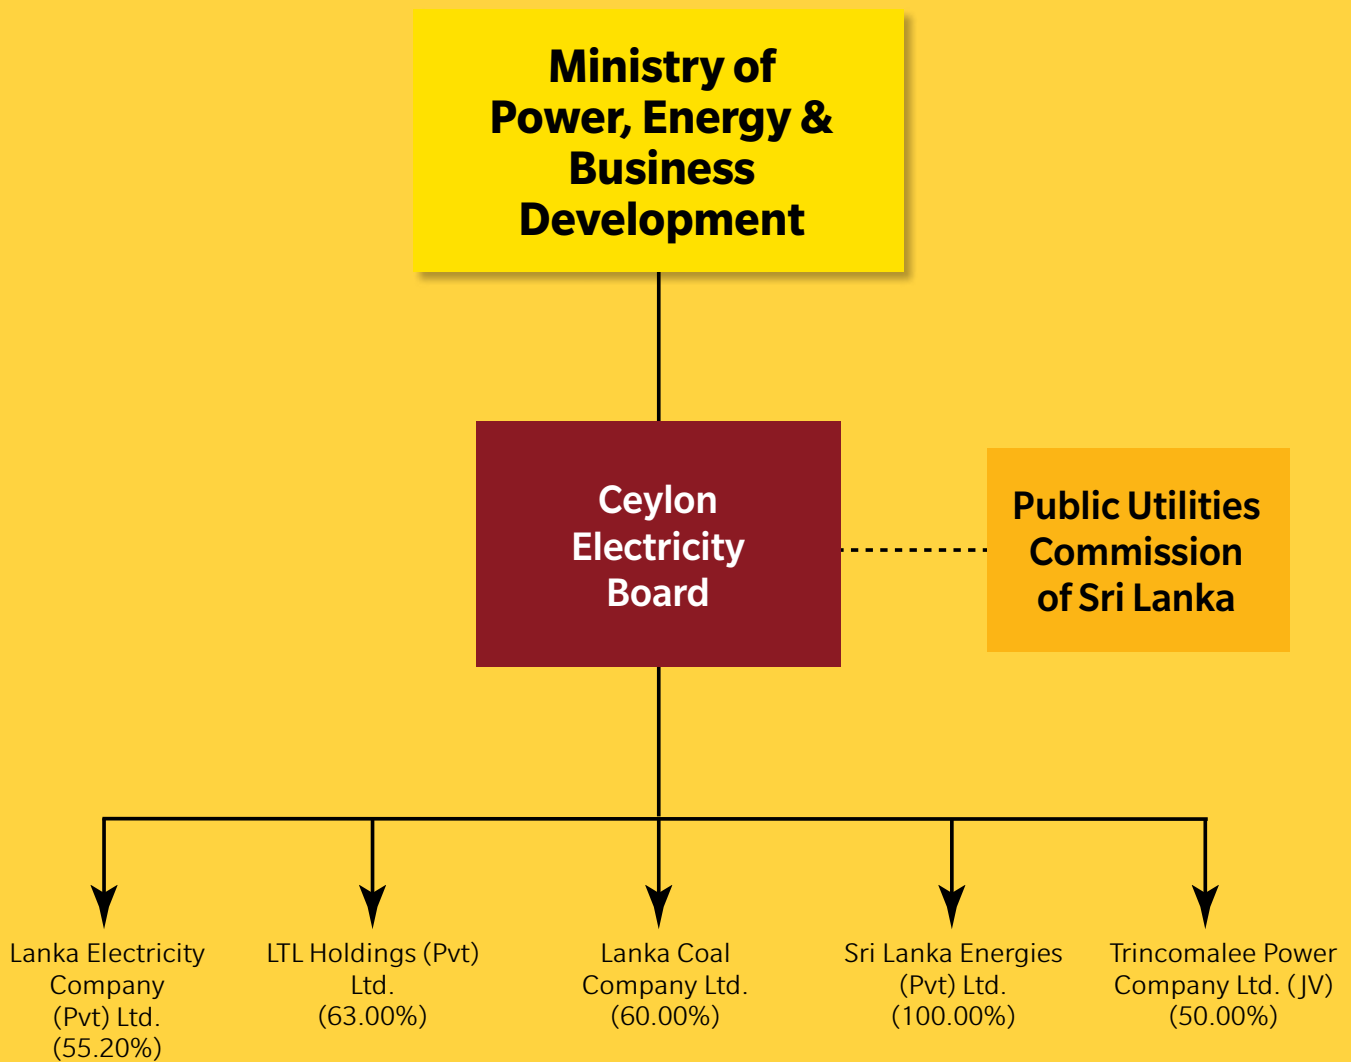 Ministry of
Power, Energy &
Business
Development
Ceylon
Electricity
Board
Public Utilities
Commission
of Sri Lanka
Lanka Electricity
Company
(Pvt) Ltd.
(55.20%)
LTL Holdings (Pvt)
Ltd.
(63.00%)
Lanka Coal
Company Ltd.
(60.00%)
Sri Lanka Energies
(Pvt) Ltd.
(100.00%)
Trincomalee Power
Company Ltd. (JV)
(50.00%)